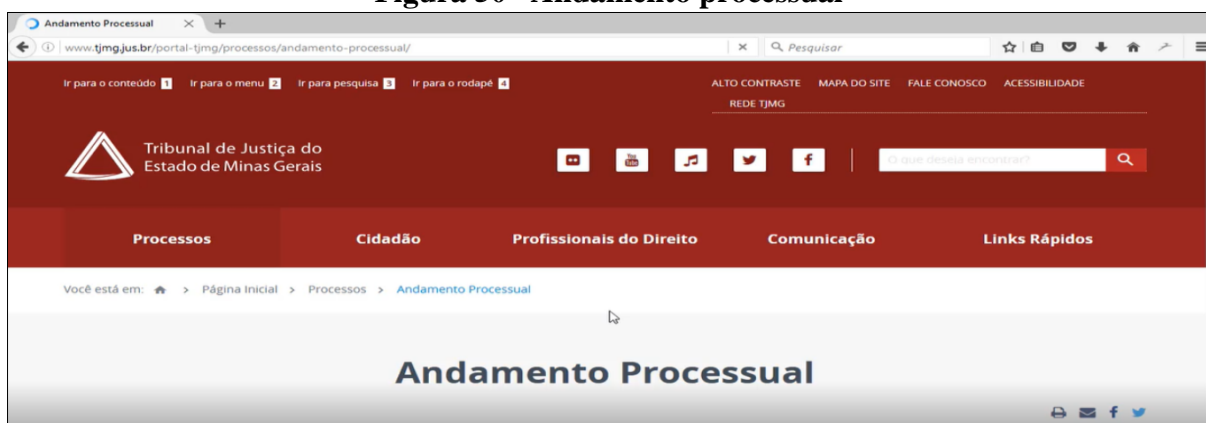 Figura 30 - Andamento processual
Andamento Processual
www.tjmg.jus.br/portal-tjmg/processos/andamento-processual/
Pesquisar
Ir para o conteúdo 1 Ir para o menu 2 Ir para pesquisa 3 Ir para o rodapé 4
ALTO CONTRASTE MAPA DO SITE FALE CONOSCO ACESSIBILIDADE
REDE TJMG
Tribunal de Justiça do
Estado de Minas Gerais
You Tube
O que deseja encontrar?
Processos Cidadão Profissionais do Direito Comunicação Links Rápidos
Você está em: > Página Inicial > Processos > Andamento Processual
Andamento Processual